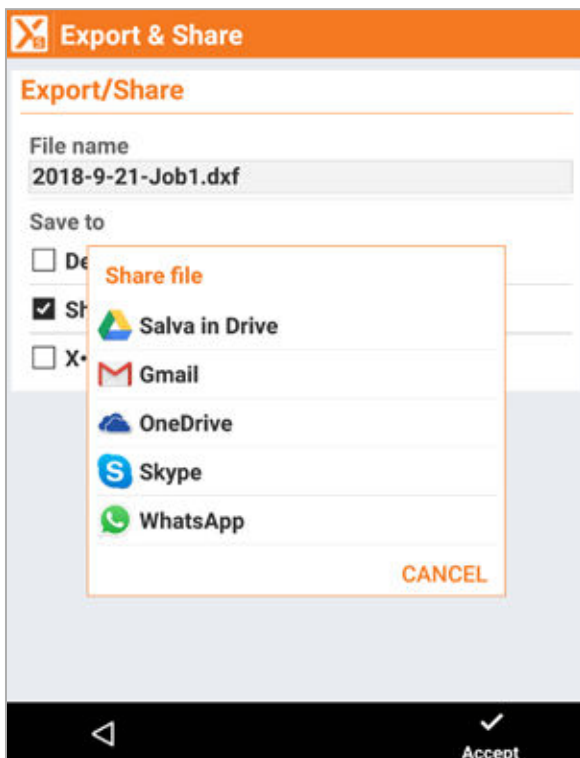 Export & Share
Export/Share
File name
2018-9-21-Job1.dxf
Save to
Share file
Salva in Drive
Gmail
OneDrive
Skype
WhatsApp
CANCEL
Accept